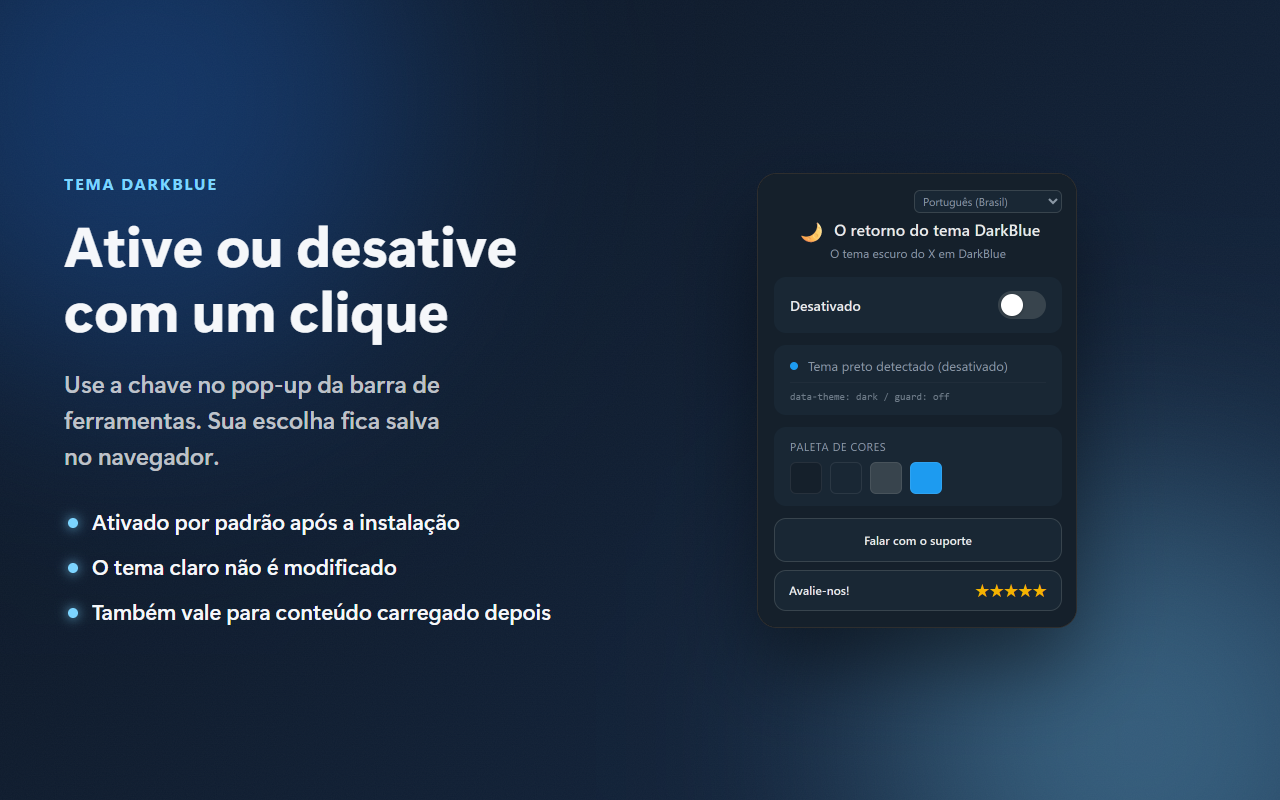 TEMA DARKBLUE
Ative ou desative
com um clique
Use a chave no pop-up da barra de
ferramentas. Sua escolha fica salva
no navegador.
Ativado por padrão após a instalação
O tema claro não é modificado
Também vale para conteúdo carregado depois
Português (Brasil)
O retorno do tema DarkBlue
O tema escuro do X em DarkBlue
Desativado
Tema preto detectado (desativado)
data-theme: dark / guard: off
PALETA DE CORES
Falar com o suporte
Avalie-nos! ★★★★★